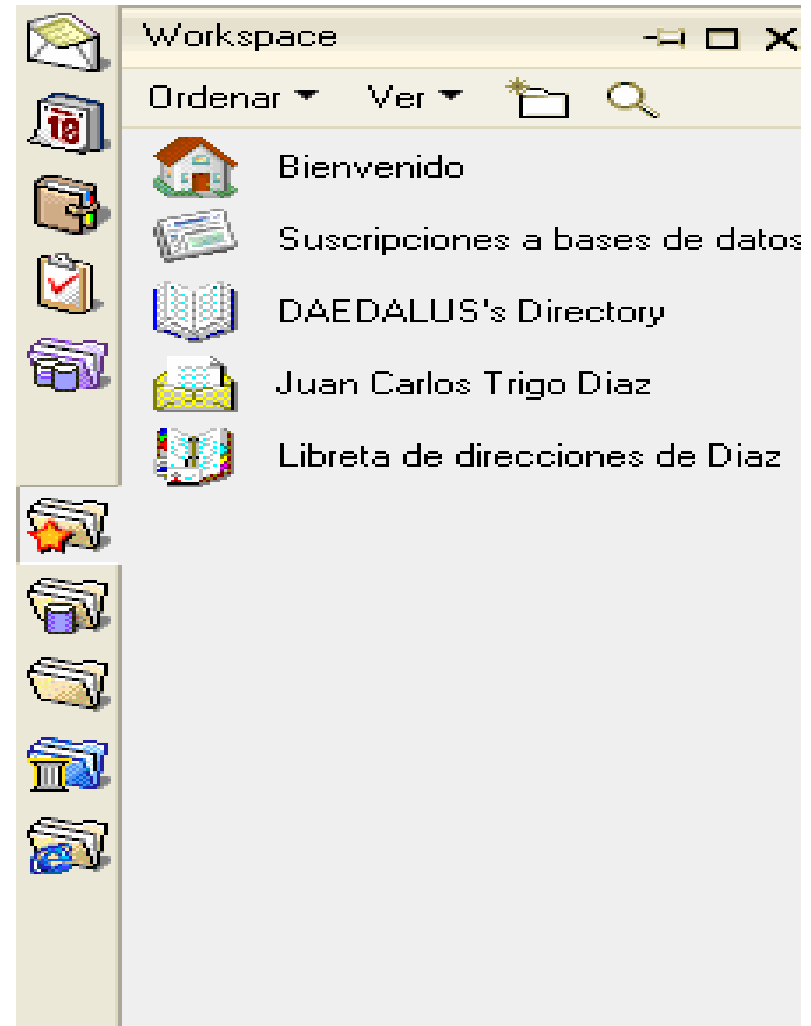 Workspace
Ordenar Ver
18
Bienvenido
Suscripciones a bases de datos
DAEDALUS's Directory
Juan Carlos Trigo Diaz
Libreta de direcciones de Diaz